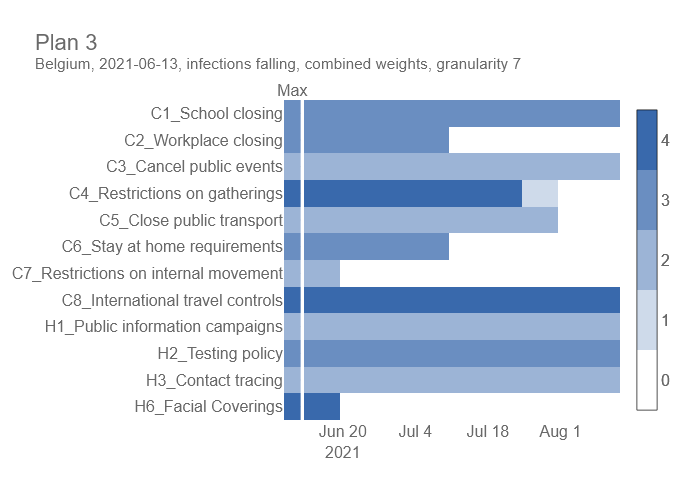 Plan 3
Belgium, 2021-06-13, infections falling, combined weights, granularity 7
Max
C1_School closing
C2_Workplace closing
C3_Cancel public events
C4_Restrictions on gatherings
C5_Close public transport
C6_Stay at home requirements
C7_Restrictions on internal movement
C8_International travel controls
H1_Public information campaigns
H2_Testing policy
H3_Contact tracing
H6_Facial Coverings
Jun 20 Jul 4 Jul 18 Aug 1
2021
4
3
2
1
0